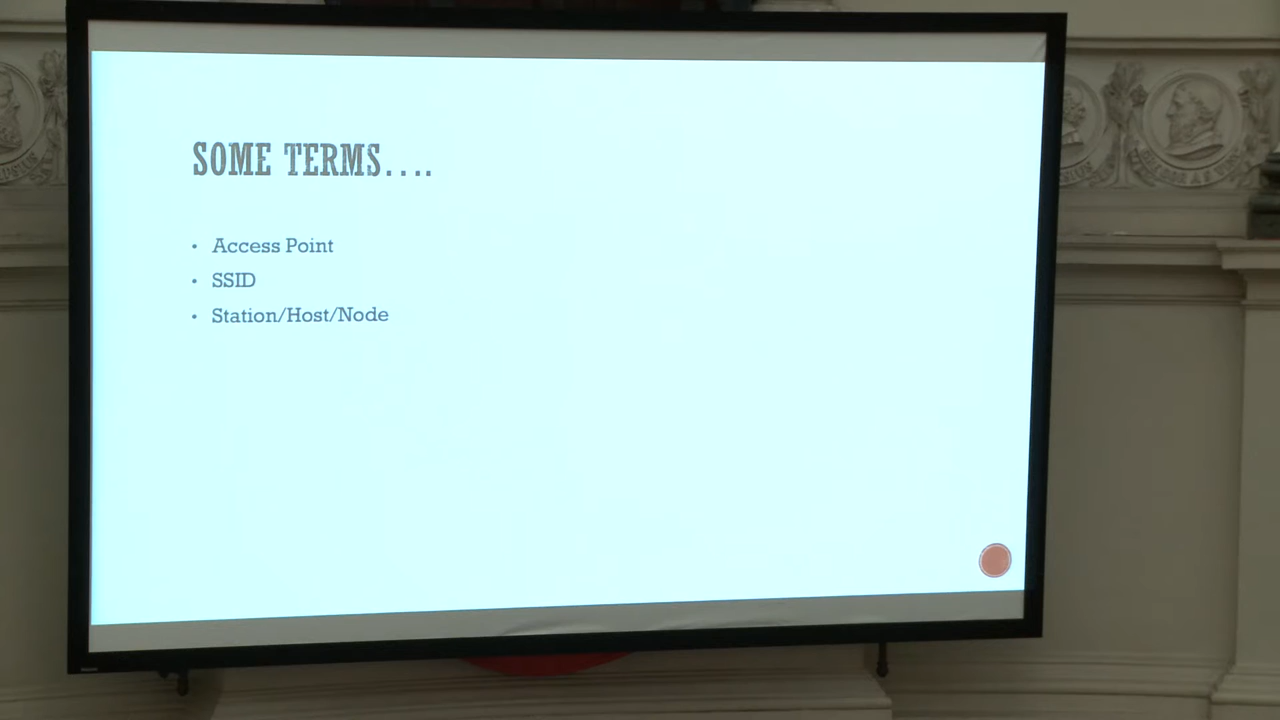 SOME TERMS....
• Access Point
• SSID
• Station/Host/Node